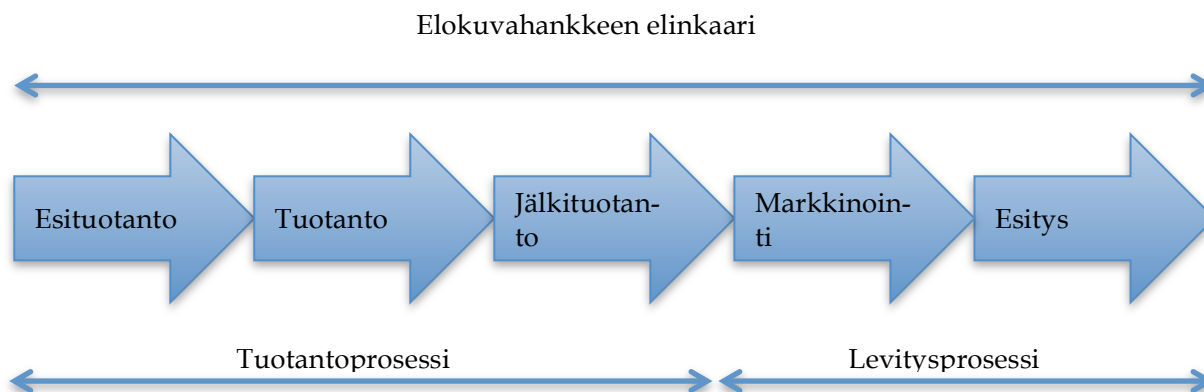 Elokuvahankkeen elinkaari
Esituotanto
Tuotanto
Jälkituotan-
to
Markkinoin-
ti
Esitys
Tuotantoprosessi
Levitysprosessi